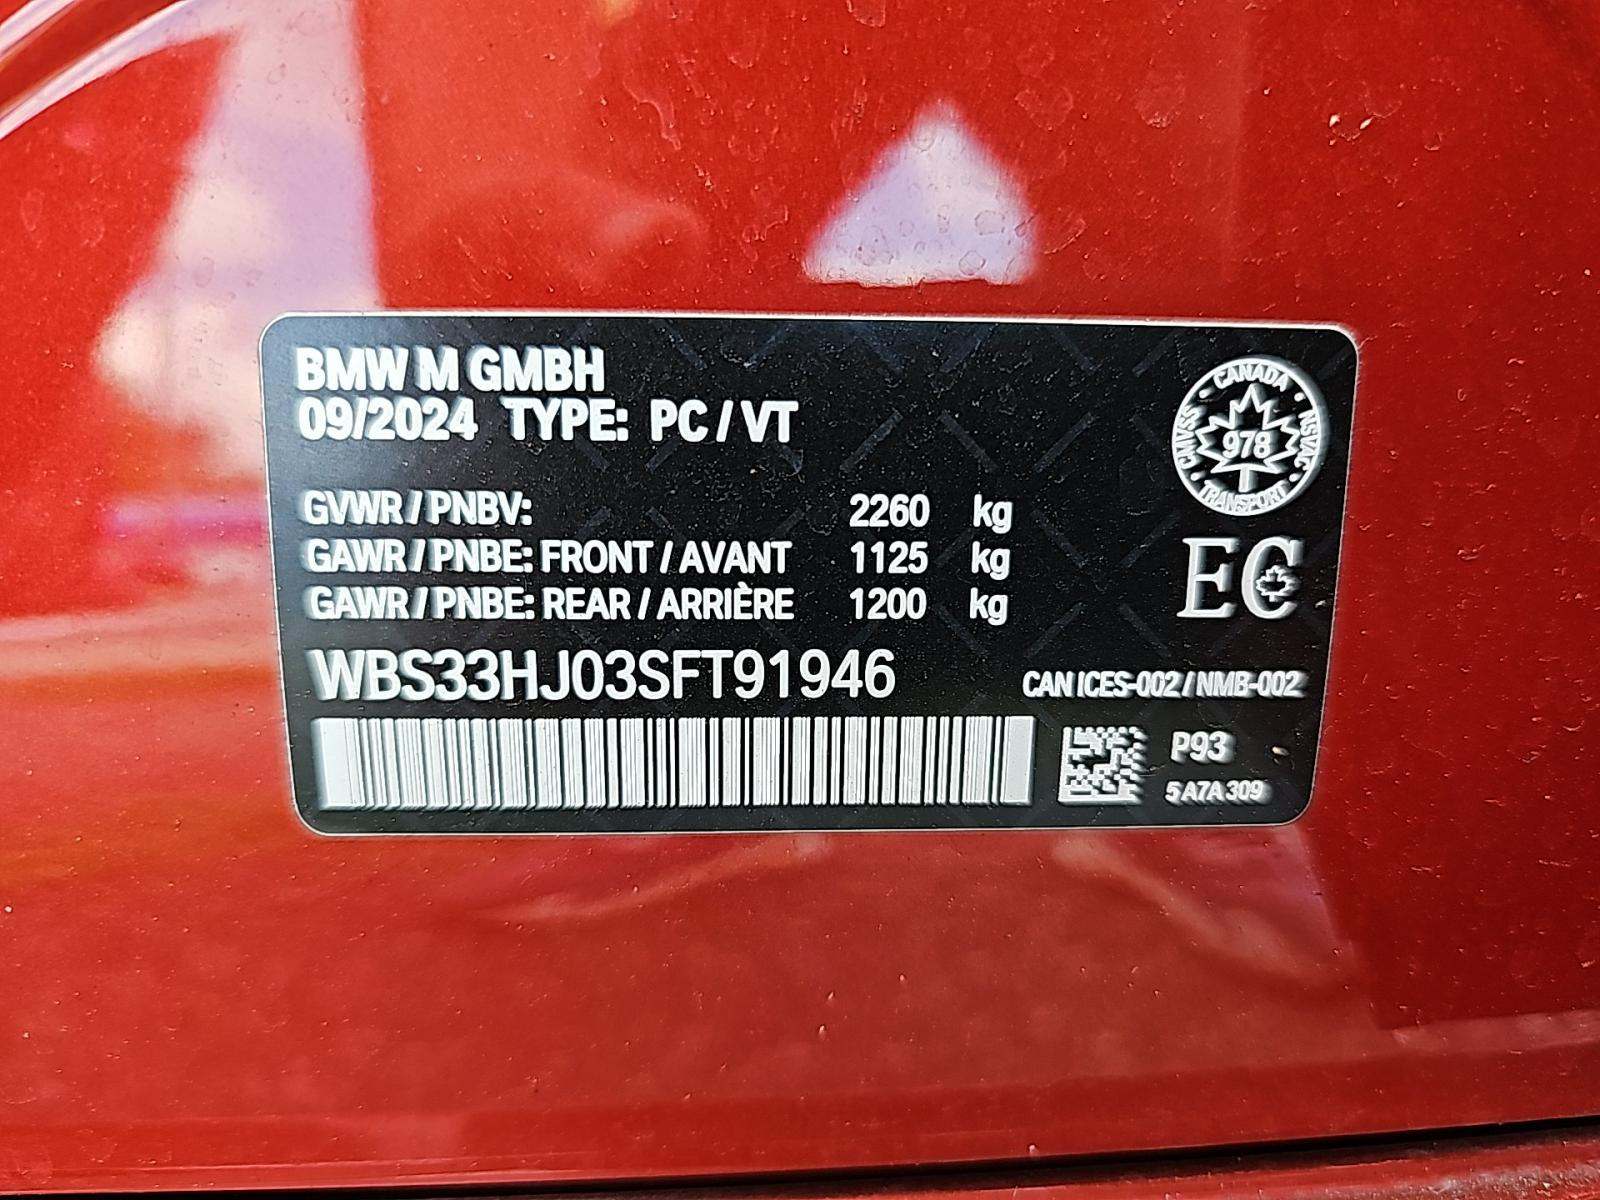 BMW M GMBH
09/2024 TYPE: PC / VT
CANADA
CMVSS
NSVAC
978
TRANSPORT
GVWR / PNBV: 2260 kg
GAWR / PNBE: FRONT / AVANT 1125 kg
GAWR / PNBE: REAR / ARRIÈRE 1200 kg
EC
WBS33HJ03SFT91946
CAN ICES-002 / NMB-002
P93
5 A7A 309